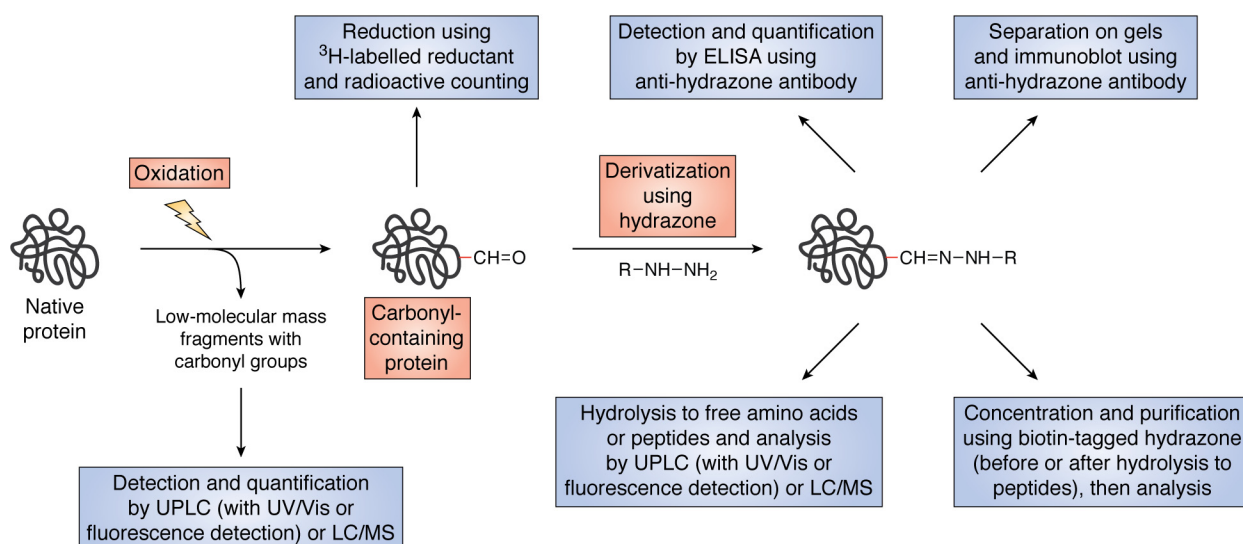 Reduction using
³H-labelled reductant
and radioactive counting
Detection and quantification
by ELISA using
anti-hydrazone antibody
Separation on gels
and immunoblot using
anti-hydrazone antibody
Oxidation
Derivatization
using
hydrazone
Native
protein
CH=O
R–NH–NH₂
CH=N–NH–R
Low-molecular mass
fragments with
carbonyl groups
Carbonyl-
containing
protein
Detection and quantification
by UPLC (with UV/Vis or
fluorescence detection) or LC/MS
Hydrolysis to free amino acids
or peptides and analysis
by UPLC (with UV/Vis or
fluorescence detection) or LC/MS
Concentration and purification
using biotin-tagged hydrazone
(before or after hydrolysis to
peptides), then analysis